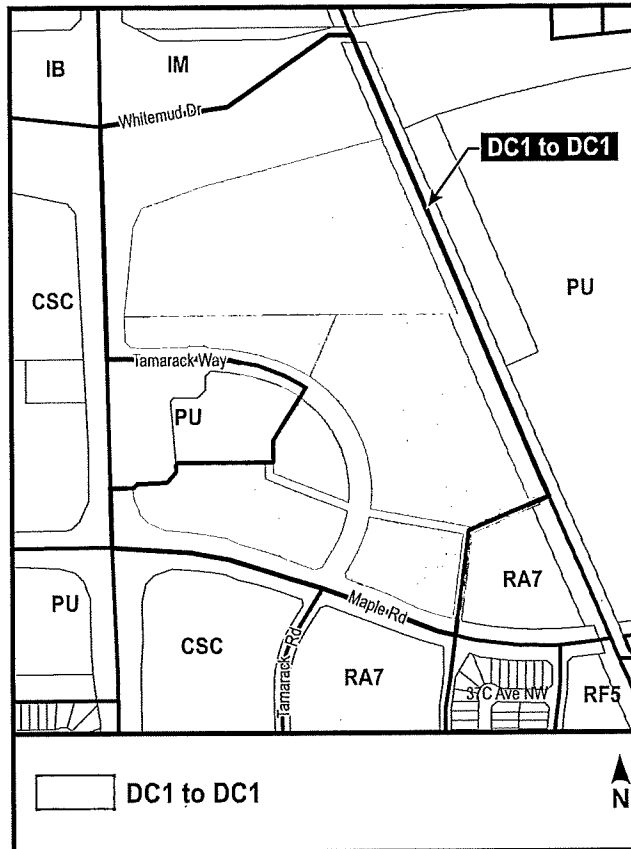 IB
IM
Whitemud Dr
DC1 to DC1
CSC
PU
Tamarack Way
PU
RA7
PU
Maple Rd
CSC
Tamarack Rd
RA7
37C Ave NW
RF5
DC1 to DC1
N